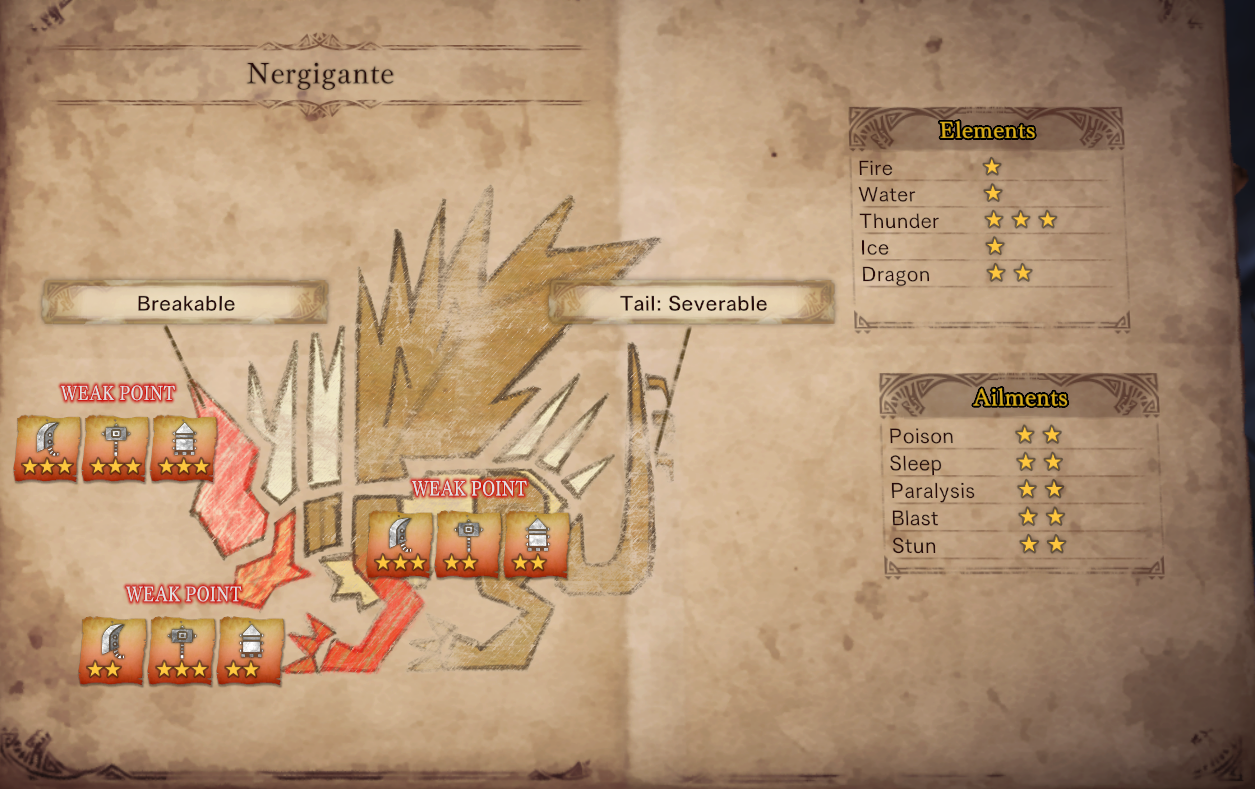 Nergigante
Elements
Fire
Water
Thunder
Ice
Dragon
Breakable
Tail: Severable
WEAK POINT
WEAK POINT
WEAK POINT
Ailments
Poison
Sleep
Paralysis
Blast
Stun